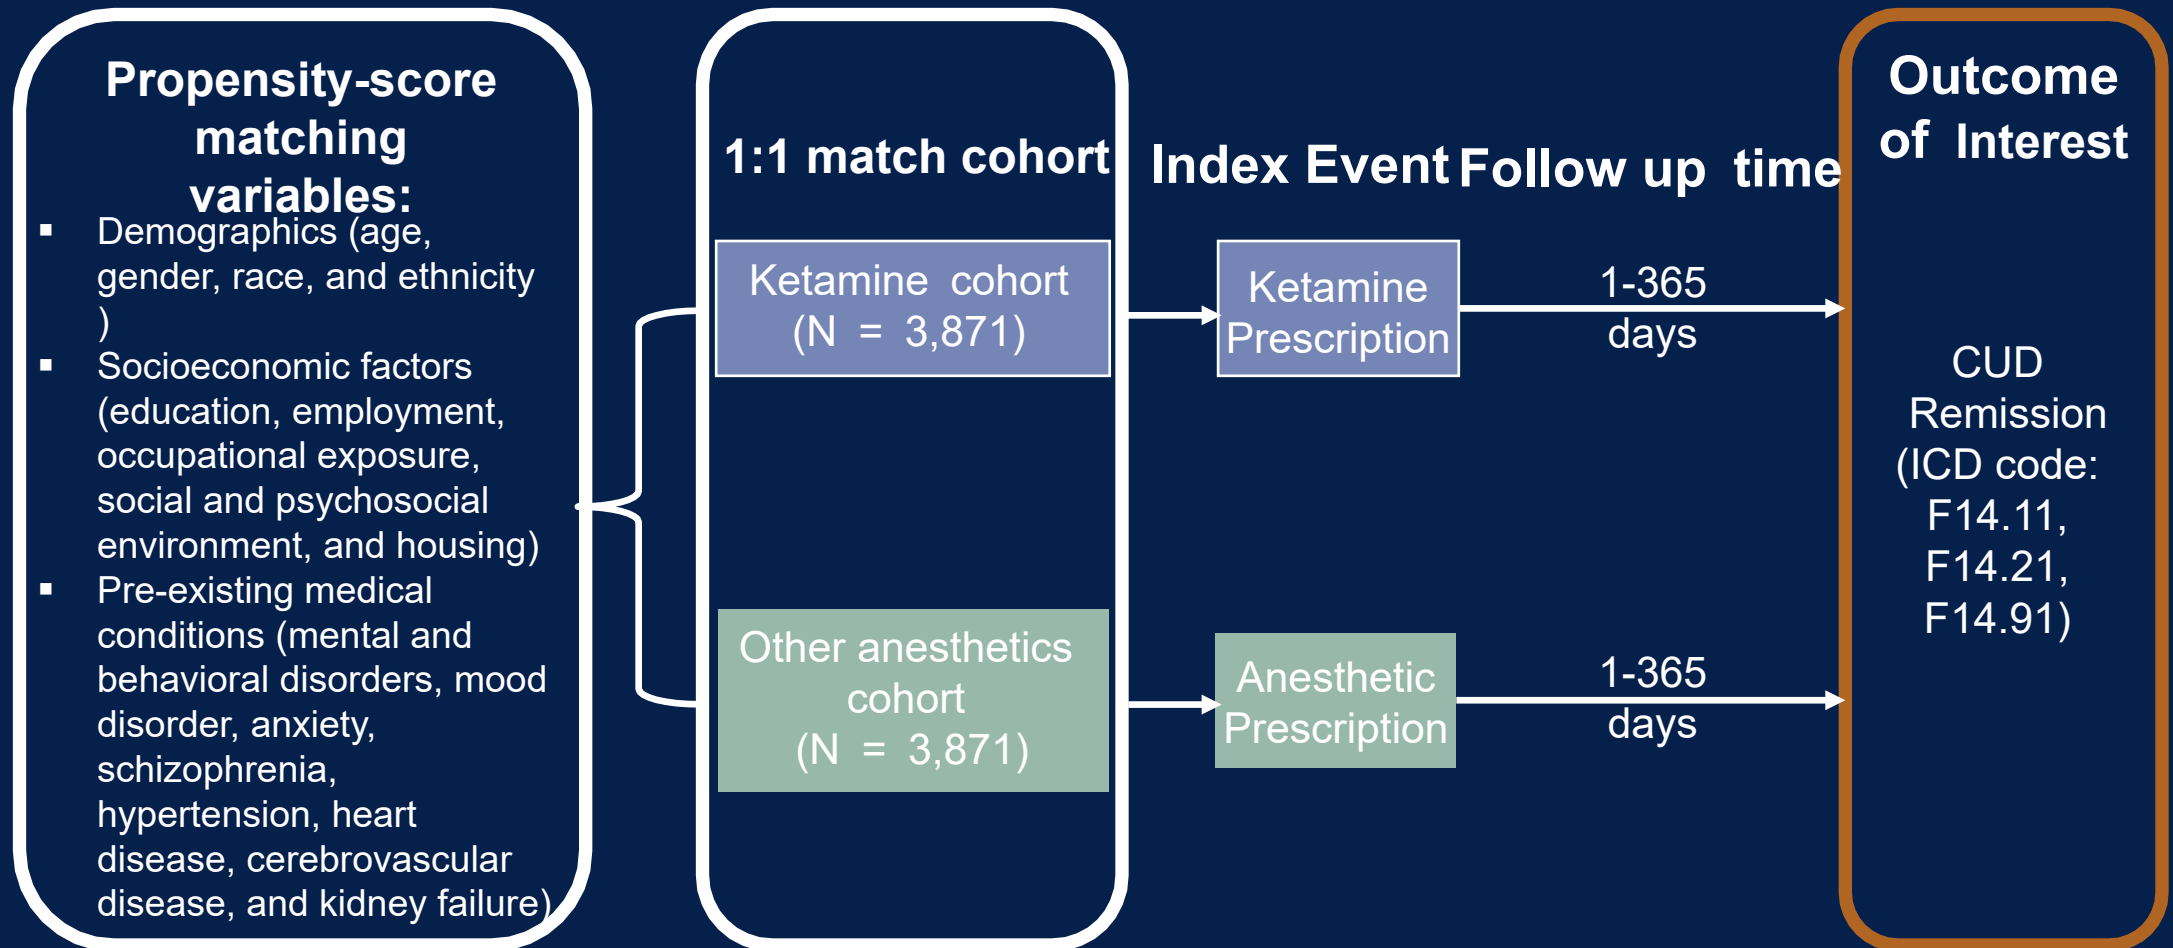 Propensity-score
matching
variables:
▪ Demographics (age,
gender, race, and ethnicity
)
▪ Socioeconomic factors
(education, employment,
occupational exposure,
social and psychosocial
environment, and housing)
▪ Pre-existing medical
conditions (mental and
behavioral disorders, mood
disorder, anxiety,
schizophrenia,
hypertension, heart
disease, cerebrovascular
disease, and kidney failure)
1:1 match cohort
Ketamine cohort
(N = 3,871)
Other anesthetics
cohort
(N = 3,871)
Index Event
Ketamine
Prescription
Anesthetic
Prescription
Follow up time
1-365
days
1-365
days
Outcome
of Interest
CUD
Remission
(ICD code:
F14.11,
F14.21,
F14.91)